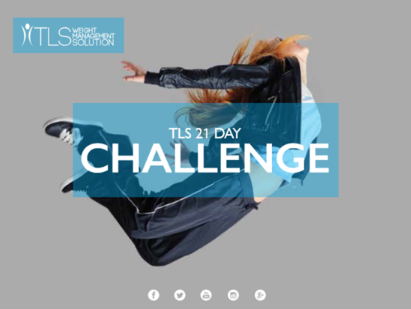 TLS
WEIGHT
MANAGEMENT
SOLUTION
TLS 21 DAY
CHALLENGE